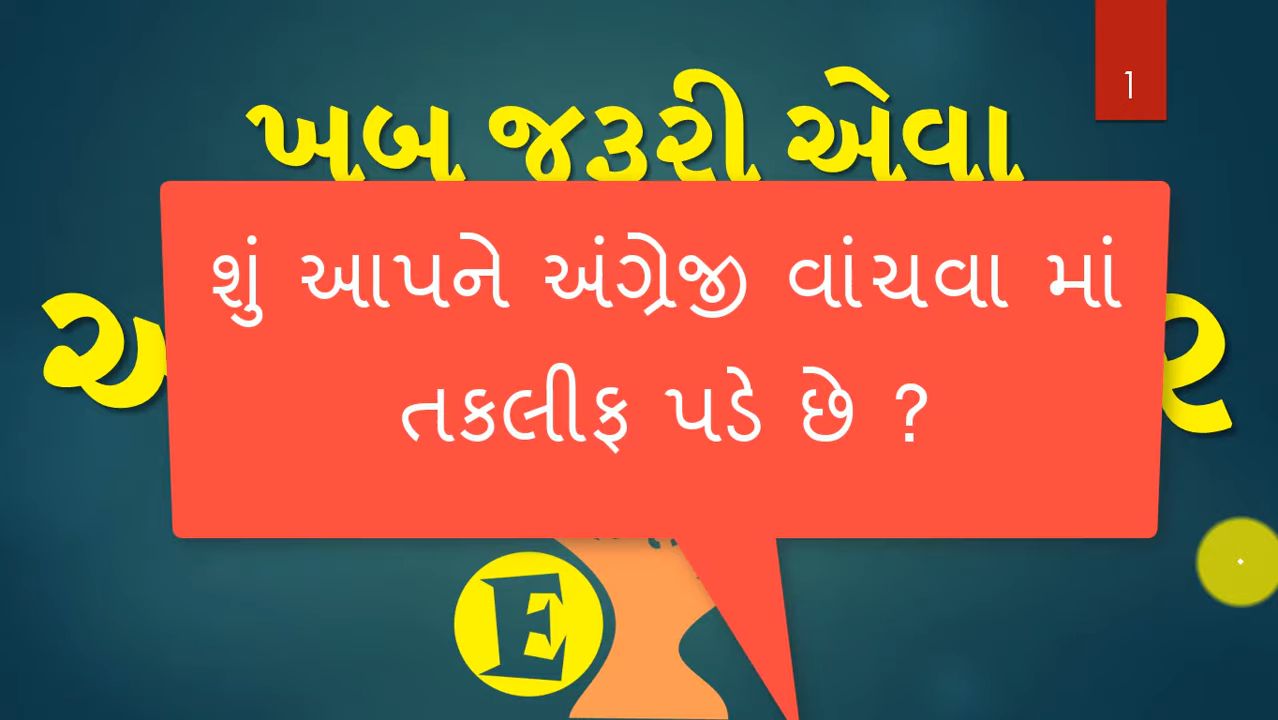 1
ખબ જરૂરી એવા
શું આપને અંગ્રેજી વાંચવા માં
તકલીફ પડે છે ?
E